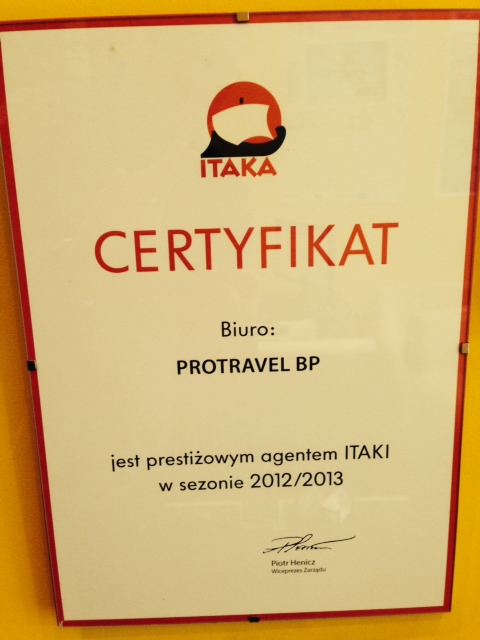 ITAKA
CERTYFIKAT
Biuro:
PROTRAVEL BP
jest prestiżowym agentem ITAKI
w sezonie 2012/2013
Piotr Henicz
Wiceprezes Zarządu